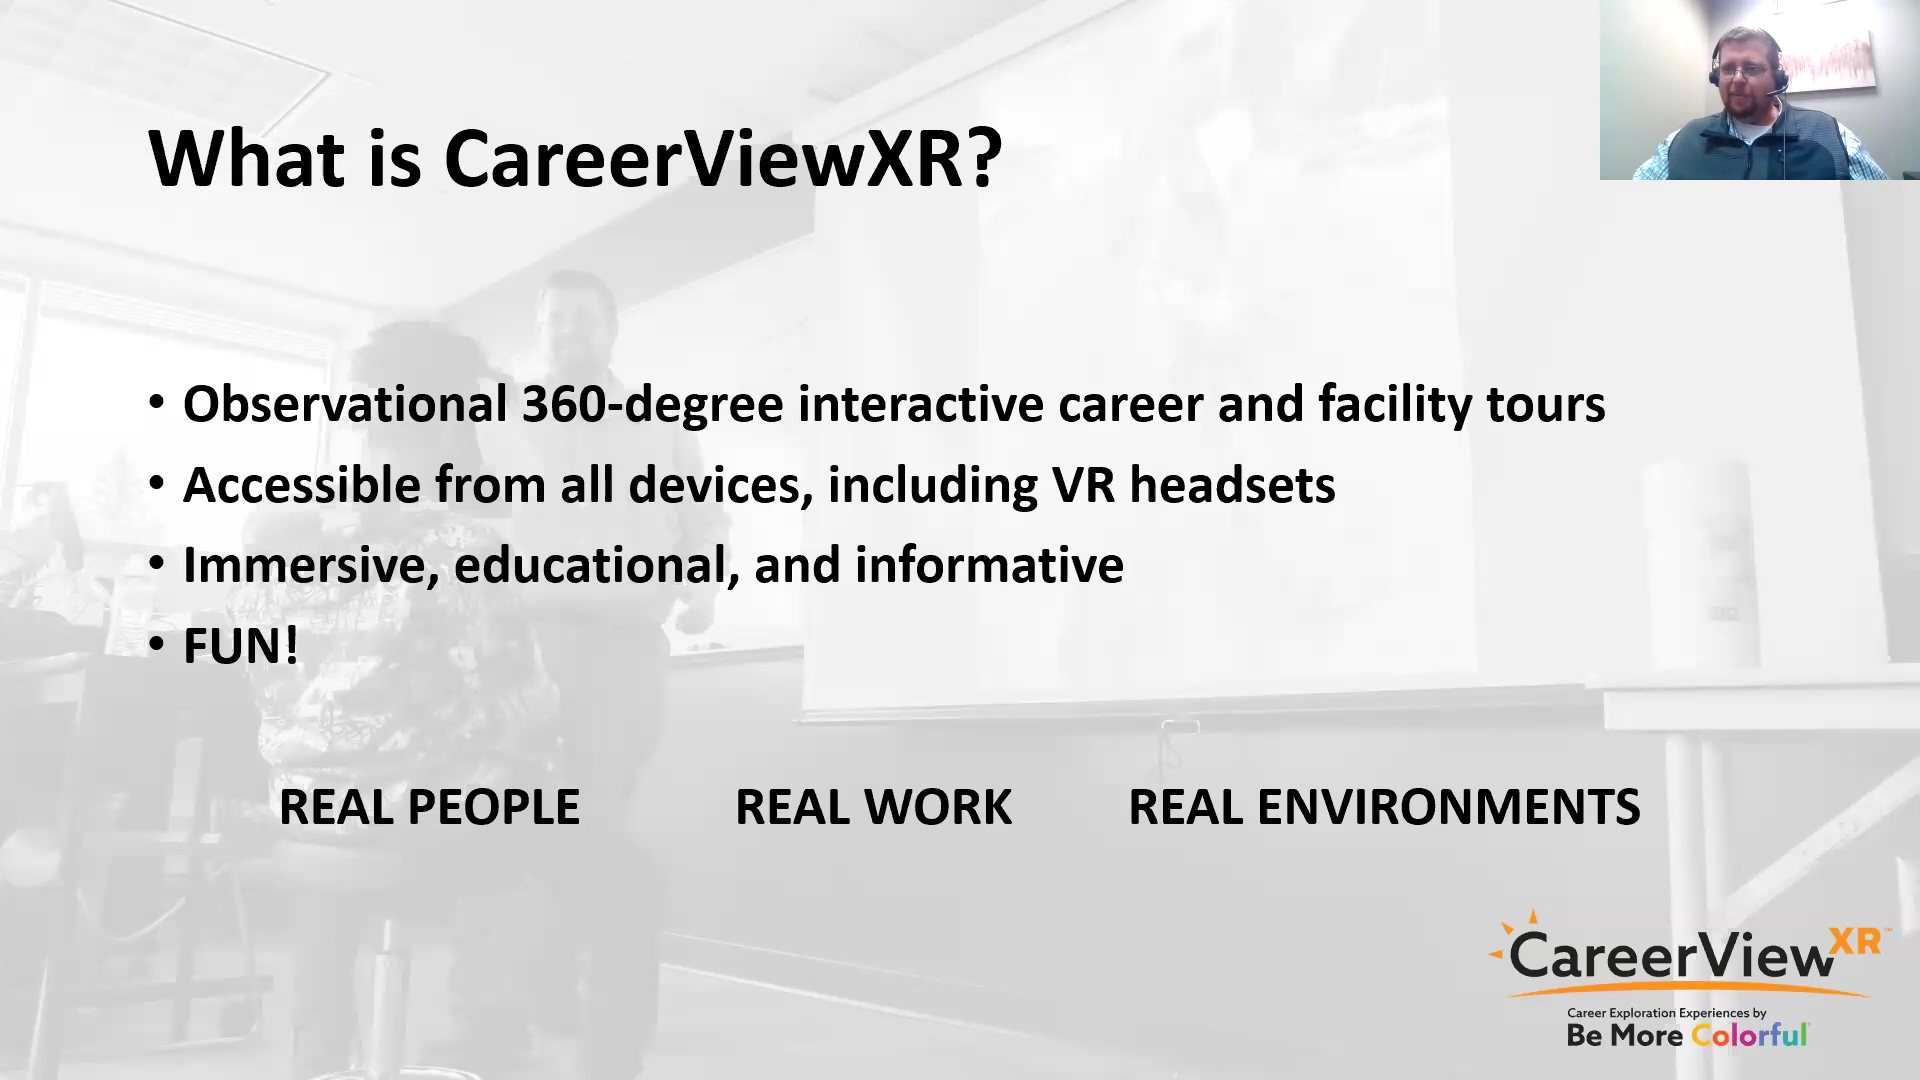 What is CareerViewXR?
• Observational 360-degree interactive career and facility tours
• Accessible from all devices, including VR headsets
• Immersive, educational, and informative
• FUN!
REAL PEOPLE REAL WORK REAL ENVIRONMENTS
CareerViewXR™
Career Exploration Experiences by
Be More Colorful